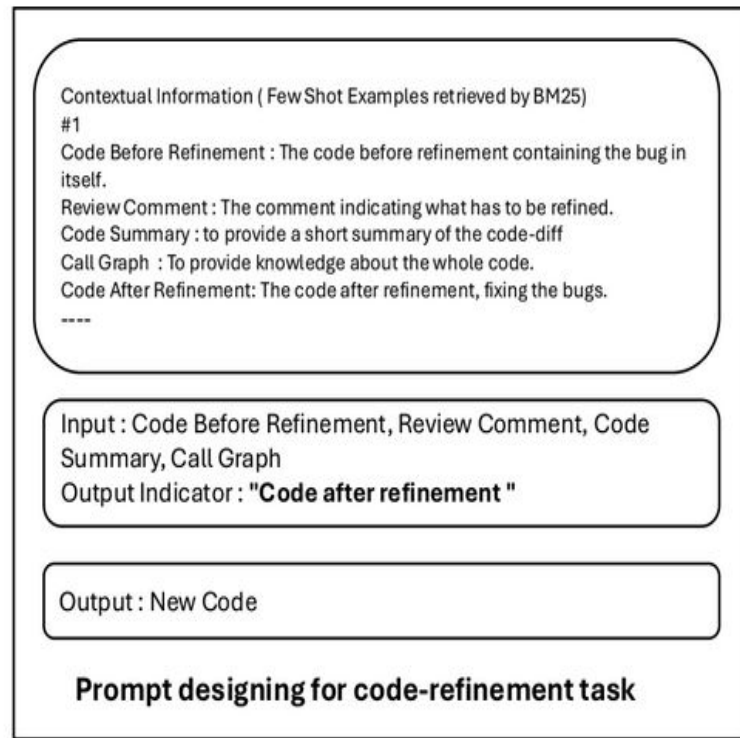 Contextual Information ( Few Shot Examples retrieved by BM25)
#1
Code Before Refinement : The code before refinement containing the bug in
itself.
Review Comment : The comment indicating what has to be refined.
Code Summary : to provide a short summary of the code-diff
Call Graph : To provide knowledge about the whole code.
Code After Refinement: The code after refinement, fixing the bugs.
----
Input : Code Before Refinement, Review Comment, Code
Summary, Call Graph
Output Indicator : "Code after refinement "
Output : New Code
Prompt designing for code-refinement task